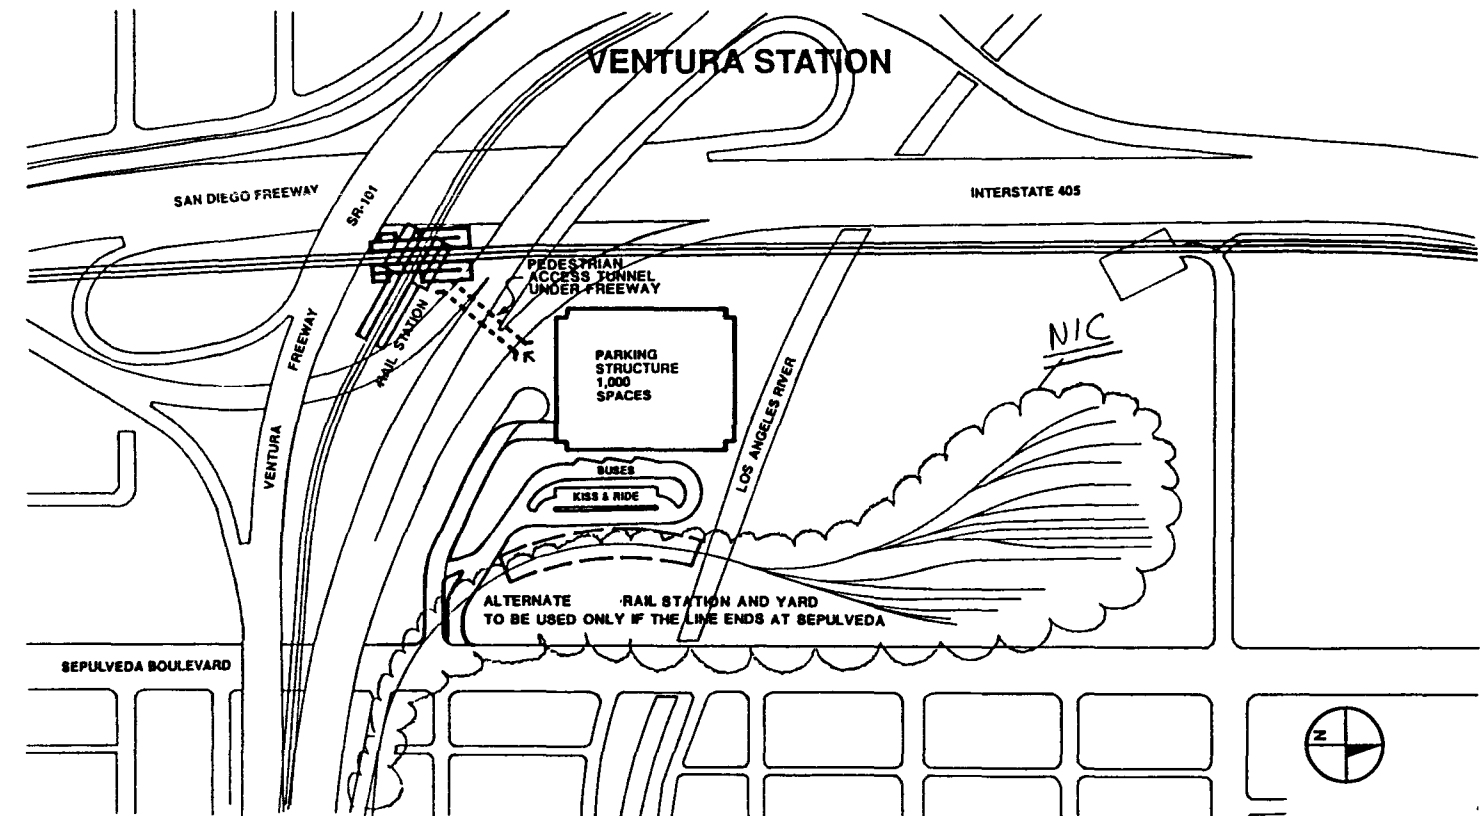 VENTURA STATION
SAN DIEGO FREEWAY
SR-101
INTERSTATE 405
PEDESTRIAN
ACCESS TUNNEL
UNDER FREEWAY
RAIL STATION
VENTURA FREEWAY
PARKING
STRUCTURE
1,000
SPACES
LOS ANGELES RIVER
NIC
BUSES
KISS & RIDE
ALTERNATE RAIL STATION AND YARD
TO BE USED ONLY IF THE LINE ENDS AT SEPULVEDA
SEPULVEDA BOULEVARD
N